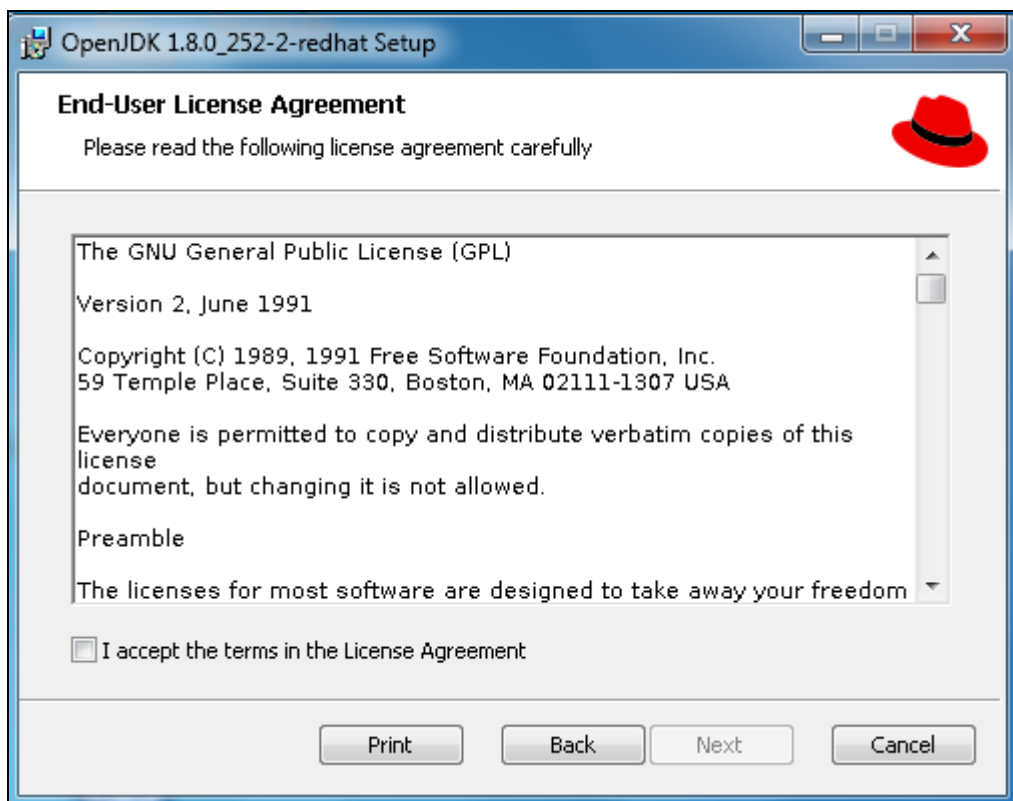 OpenJDK 1.8.0_252-2-redhat Setup
End-User License Agreement
Please read the following license agreement carefully
The GNU General Public License (GPL)
Version 2, June 1991
Copyright (C) 1989, 1991 Free Software Foundation, Inc.
59 Temple Place, Suite 330, Boston, MA 02111-1307 USA
Everyone is permitted to copy and distribute verbatim copies of this
license
document, but changing it is not allowed.
Preamble
The licenses for most software are designed to take away your freedom
I accept the terms in the License Agreement
Print Back Next Cancel